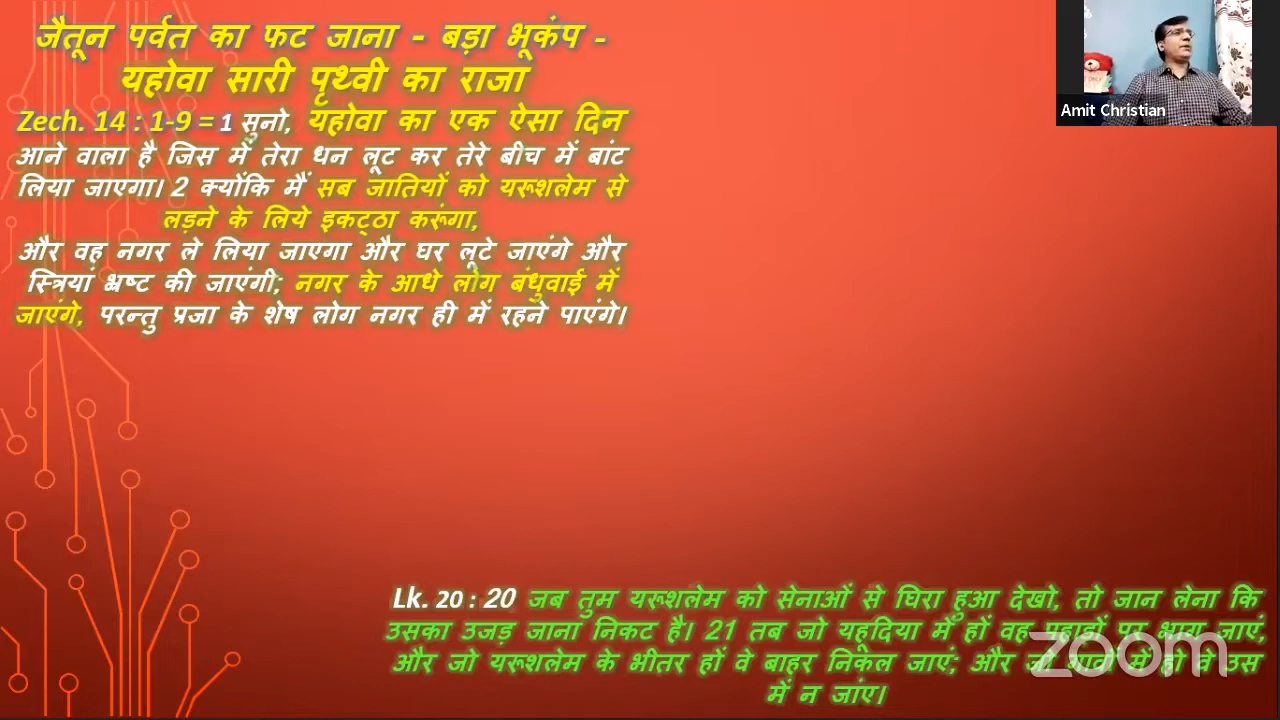 जैतून पर्वत का फट जाना - बड़ा भूकंप -
यहोवा सारी पृथ्वी का राजा
Zech. 14 : 1-9 = 1 सुनो, यहोवा का एक ऐसा दिन
आने वाला है जिस में तेरा धन लूट कर तेरे बीच में बांट
लिया जाएगा। 2 क्योंकि मैं सब जातियों को यरूशलेम से
लड़ने के लिये इकट्ठा करूंगा,
और वह नगर ले लिया जाएगा और घर लूटे जाएंगे और
स्त्रियां भ्रष्ट की जाएंगी; नगर के आधे लोग बंधुवाई में
जाएंगे, परन्तु प्रजा के शेष लोग नगर ही में रहने पाएंगे।
Amit Christian
Lk. 20 : 20 जब तुम यरूशलेम को सेनाओं से घिरा हुआ देखो, तो जान लेना कि
उसका उजड़ जाना निकट है। 21 तब जो यहूदिया में हों वह पहाड़ों पर भाग जाएं,
और जो यरूशलेम के भीतर हों वे बाहर निकल जाएं; और जो गावों में हो वे उस
में न जांए।
zoom